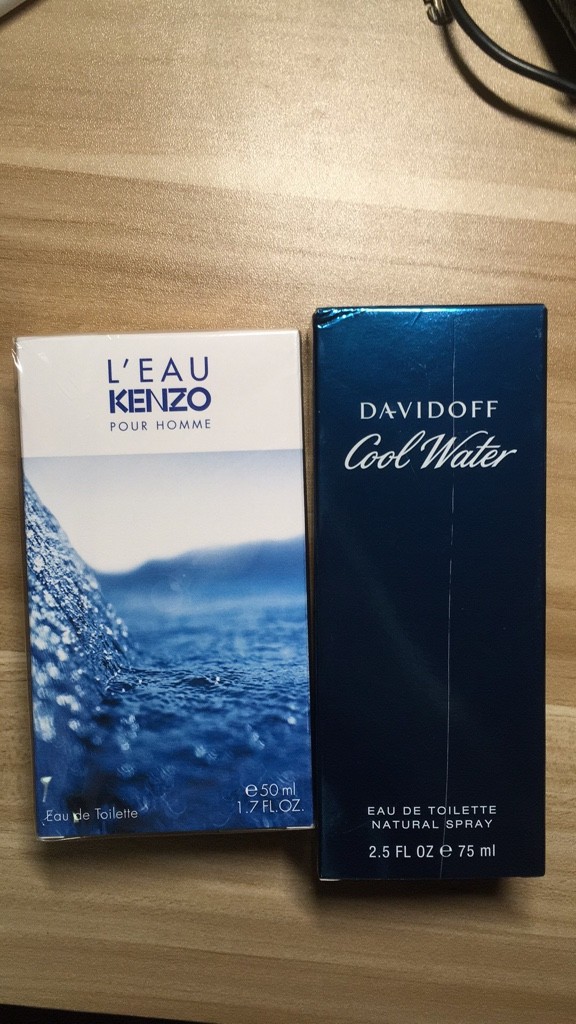 L'EAU
KENZO
POUR HOMME
Eau de Toilette
℮50 ml
1.7 FL.OZ.
DAVIDOFF
Cool Water
EAU DE TOILETTE
NATURAL SPRAY
2.5 FL OZ ℮ 75 ml